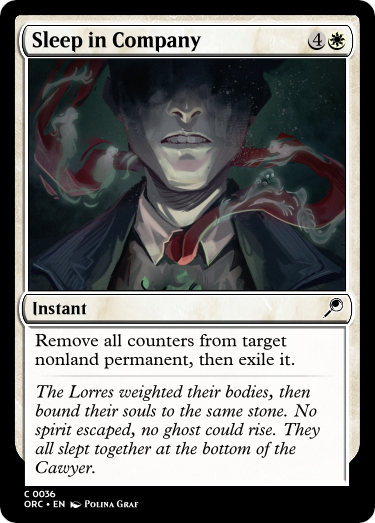 Sleep in Company 4
Instant
Remove all counters from target
nonland permanent, then exile it.
The Lorres weighted their bodies, then
bound their souls to the same stone. No
spirit escaped, no ghost could rise. They
all slept together at the bottom of the
Cawyer.
C 0036
ORC • EN Polina Graf